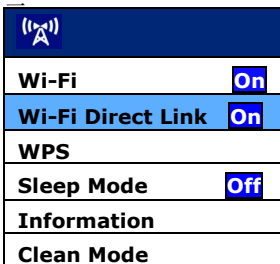 Wi-Fi On
Wi-Fi Direct Link On
WPS
Sleep Mode Off
Information
Clean Mode